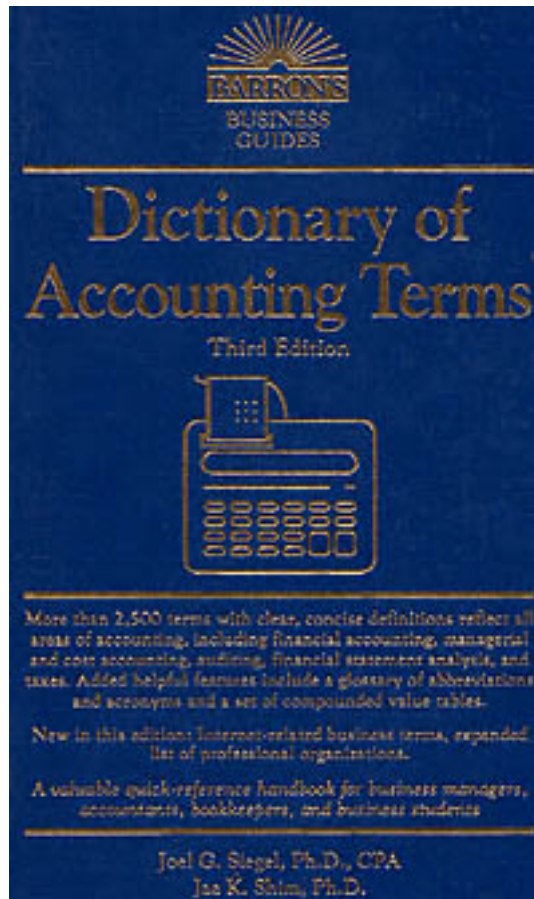 BARRON'S
BUSINESS
GUIDES
Dictionary of
Accounting Terms
Third Edition
More than 2,500 terms with clear, concise definitions reflect all
areas of accounting, including financial accounting, managerial
and cost accounting, auditing, financial statement analysis, and
taxes. Added helpful features include a glossary of abbreviations
and acronyms and a set of compounded value tables.
New in this edition: Internet-related business terms, expanded
list of professional organizations.
A valuable quick-reference handbook for business managers,
accountants, bookkeepers, and business students
Joel G. Siegel, Ph.D., CPA
Jae K. Shim, Ph.D.